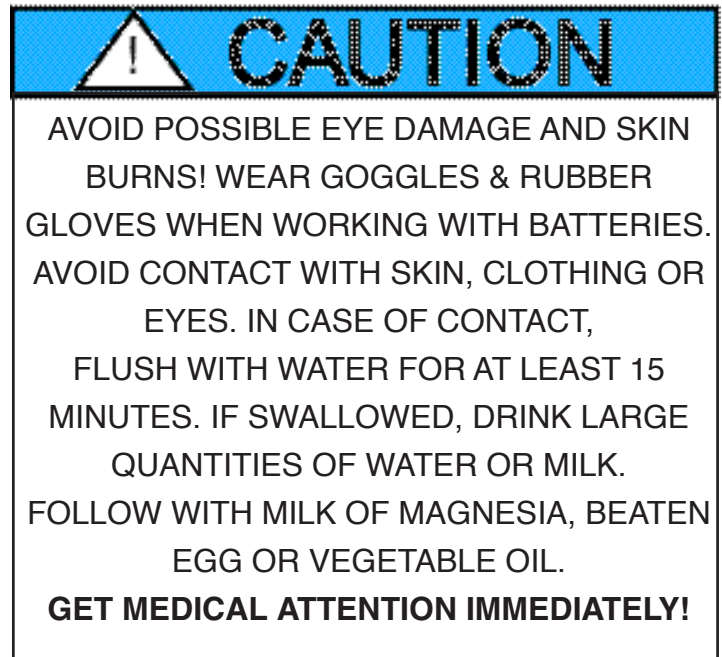 ! CAUTION
AVOID POSSIBLE EYE DAMAGE AND SKIN
BURNS! WEAR GOGGLES & RUBBER
GLOVES WHEN WORKING WITH BATTERIES.
AVOID CONTACT WITH SKIN, CLOTHING OR
EYES. IN CASE OF CONTACT,
FLUSH WITH WATER FOR AT LEAST 15
MINUTES. IF SWALLOWED, DRINK LARGE
QUANTITIES OF WATER OR MILK.
FOLLOW WITH MILK OF MAGNESIA, BEATEN
EGG OR VEGETABLE OIL.
GET MEDICAL ATTENTION IMMEDIATELY!